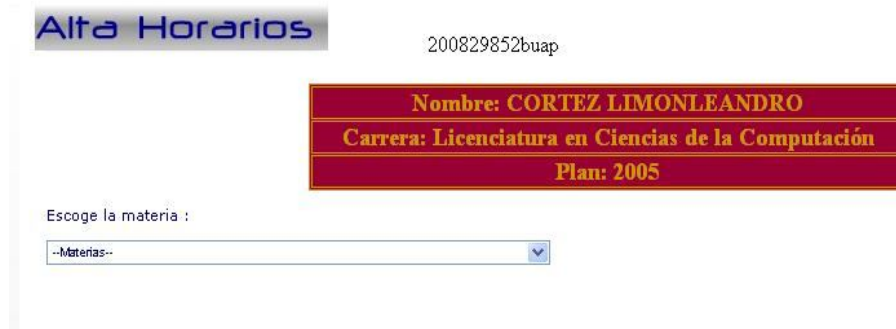 Alta Horarios
200829852buap
Nombre: CORTEZ LIMONLEANDRO
Carrera: Licenciatura en Ciencias de la Computación
Plan: 2005
Escoge la materia :
--Materias--